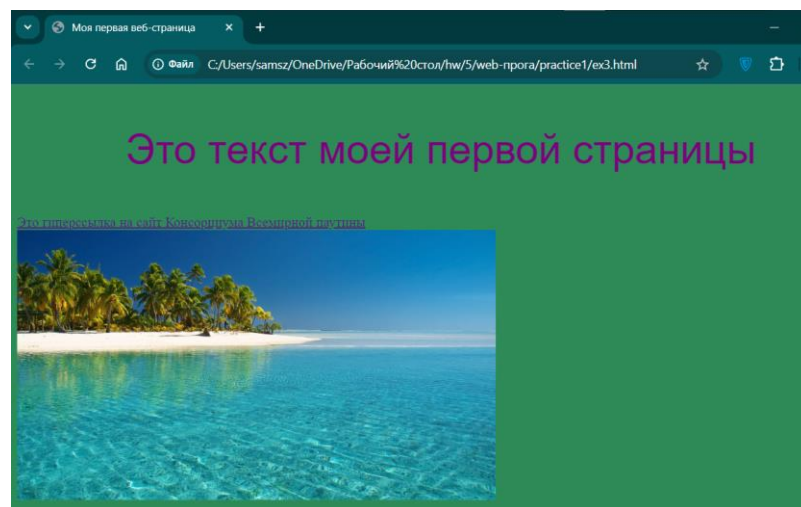 Моя первая веб-страница
Файл C:/Users/samsz/OneDrive/Рабочий%20стол/hw/5/web-прога/practice1/ex3.html
Это текст моей первой страницы
Это гиперссылка на сайт Консорциума Всемирной паутины